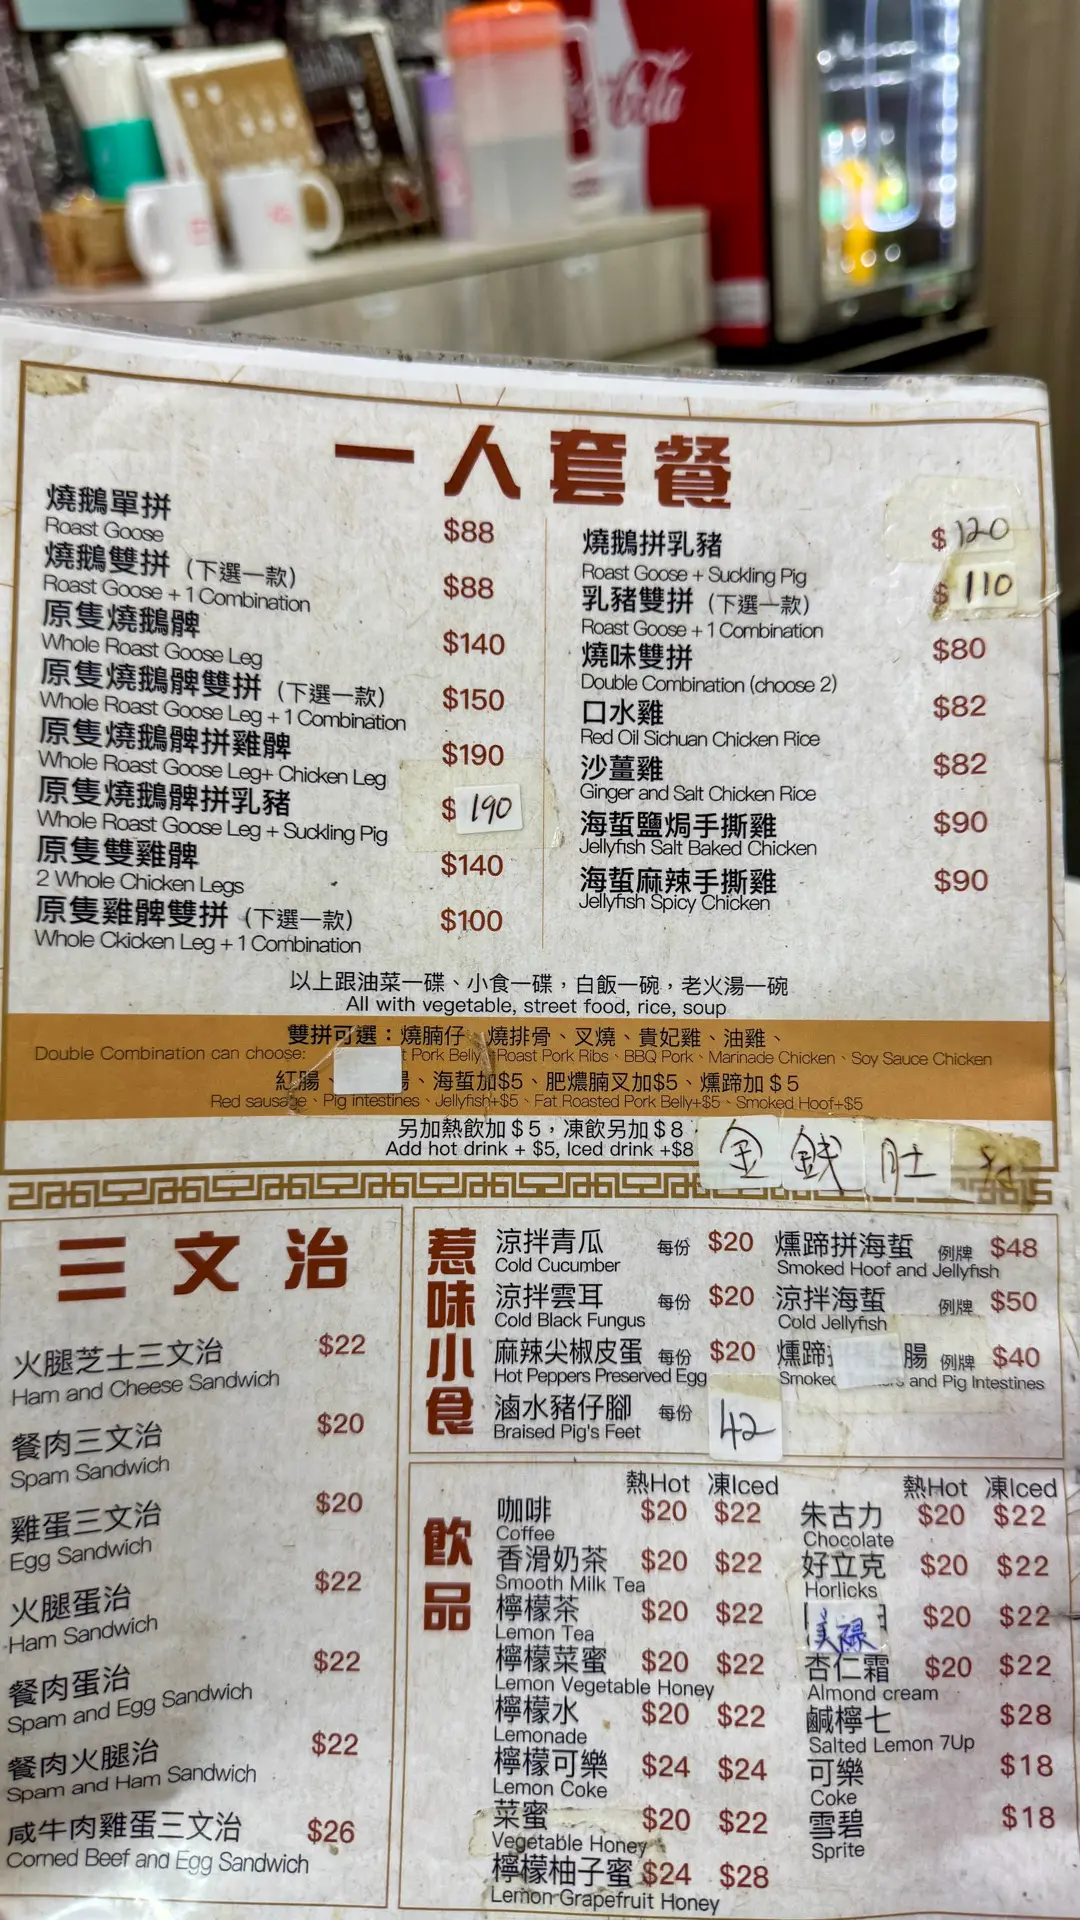 Coca-Cola
一人套餐
燒鵝單拼
Roast Goose
$88
燒鵝雙拼（下選一款）
Roast Goose + 1 Combination
$88
原隻燒鵝髀
Whole Roast Goose Leg
$140
原隻燒鵝髀雙拼（下選一款）
Whole Roast Goose Leg + 1 Combination
$150
原隻燒鵝髀拼雞髀
Whole Roast Goose Leg+ Chicken Leg
$190
原隻燒鵝髀拼乳豬
Whole Roast Goose Leg + Suckling Pig
$ 190
原隻雙雞髀
2 Whole Chicken Legs
$140
原隻雞髀雙拼（下選一款）
Whole Ckicken Leg + 1 Combination
$100
燒鵝拼乳豬
Roast Goose + Suckling Pig
$ 120
乳豬雙拼（下選一款）
Roast Goose + 1 Combination
$ 110
燒味雙拼
Double Combination (choose 2)
$80
口水雞
Red Oil Sichuan Chicken Rice
$82
沙薑雞
Ginger and Salt Chicken Rice
$82
海蜇鹽焗手撕雞
Jellyfish Salt Baked Chicken
$90
海蜇麻辣手撕雞
Jellyfish Spicy Chicken
$90
以上跟油菜一碟、小食一碟，白飯一碗，老火湯一碗
All with vegetable, street food, rice, soup
雙拼可選：燒腩仔、燒排骨、叉燒、貴妃雞、油雞、
Double Combination can choose: t Pork Belly、Roast Pork Ribs、BBQ Pork、Marinade Chicken、Soy Sauce Chicken
紅腸、 腸、海蜇加$5、肥燶腩叉加$5、燻蹄加＄5
Red sausage、Pig intestines、Jellyfish+$5、Fat Roasted Pork Belly+$5、Smoked Hoof+$5
另加熱飲加＄5，凍飲另加＄8
Add hot drink + $5, Iced drink +$8
金錢肚
三文治
火腿芝士三文治 $22
Ham and Cheese Sandwich
餐肉三文治 $20
Spam Sandwich
雞蛋三文治 $20
Egg Sandwich
火腿蛋治 $22
Ham Sandwich
餐肉蛋治 $22
Spam and Egg Sandwich
餐肉火腿治 $22
Spam and Ham Sandwich
咸牛肉雞蛋三文治 $26
Corned Beef and Egg Sandwich
惹味小食
涼拌青瓜 每份 $20
Cold Cucumber
涼拌雲耳 每份 $20
Cold Black Fungus
麻辣尖椒皮蛋 每份 $20
Hot Peppers Preserved Egg
滷水豬仔腳 每份 42
Braised Pig's Feet
燻蹄拼海蜇 例牌 $48
Smoked Hoof and Jellyfish
涼拌海蜇 例牌 $50
Cold Jellyfish
燻蹄 腸 例牌 $40
Smoked and Pig Intestines
飲品
熱Hot 凍Iced
咖啡 $20 $22
Coffee
香滑奶茶 $20 $22
Smooth Milk Tea
檸檬茶 $20 $22
Lemon Tea
檸檬菜蜜 $20 $22
Lemon Vegetable Honey
檸檬水 $20 $22
Lemonade
檸檬可樂 $24 $24
Lemon Coke
菜蜜 $20 $22
Vegetable Honey
檸檬柚子蜜 $24 $28
Lemon Grapefruit Honey
熱Hot 凍Iced
朱古力 $20 $22
Chocolate
好立克 $20 $22
Horlicks
美祿 $20 $22
杏仁霜 $20 $22
Almond cream
鹹檸七 $28
Salted Lemon 7Up
可樂 $18
Coke
雪碧 $18
Sprite